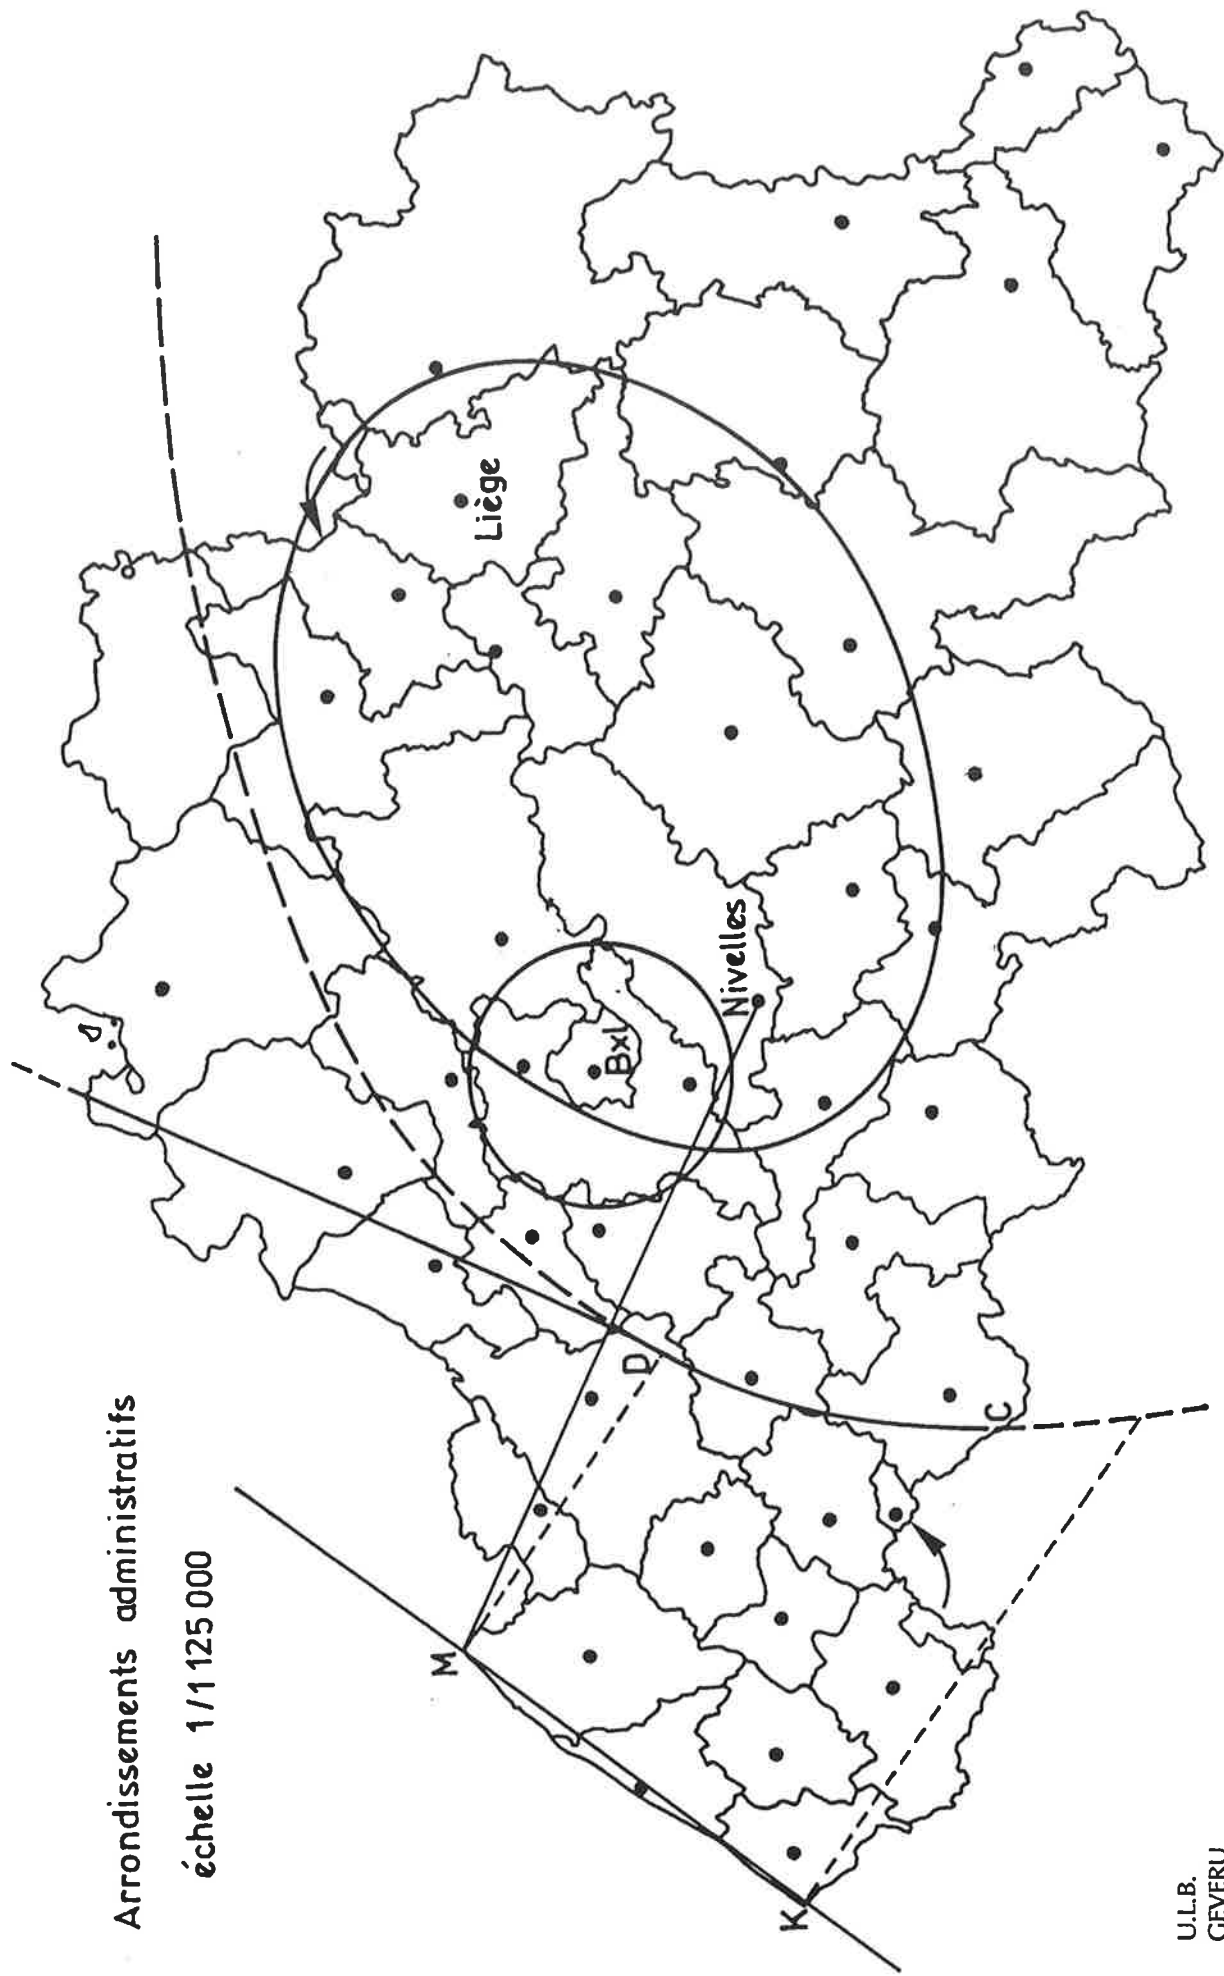 Arrondissements administratifs
échelle 1/1 125 000
M
K
D
C
Bxl
Nivelles
Liège
U.L.B.
GEVERU